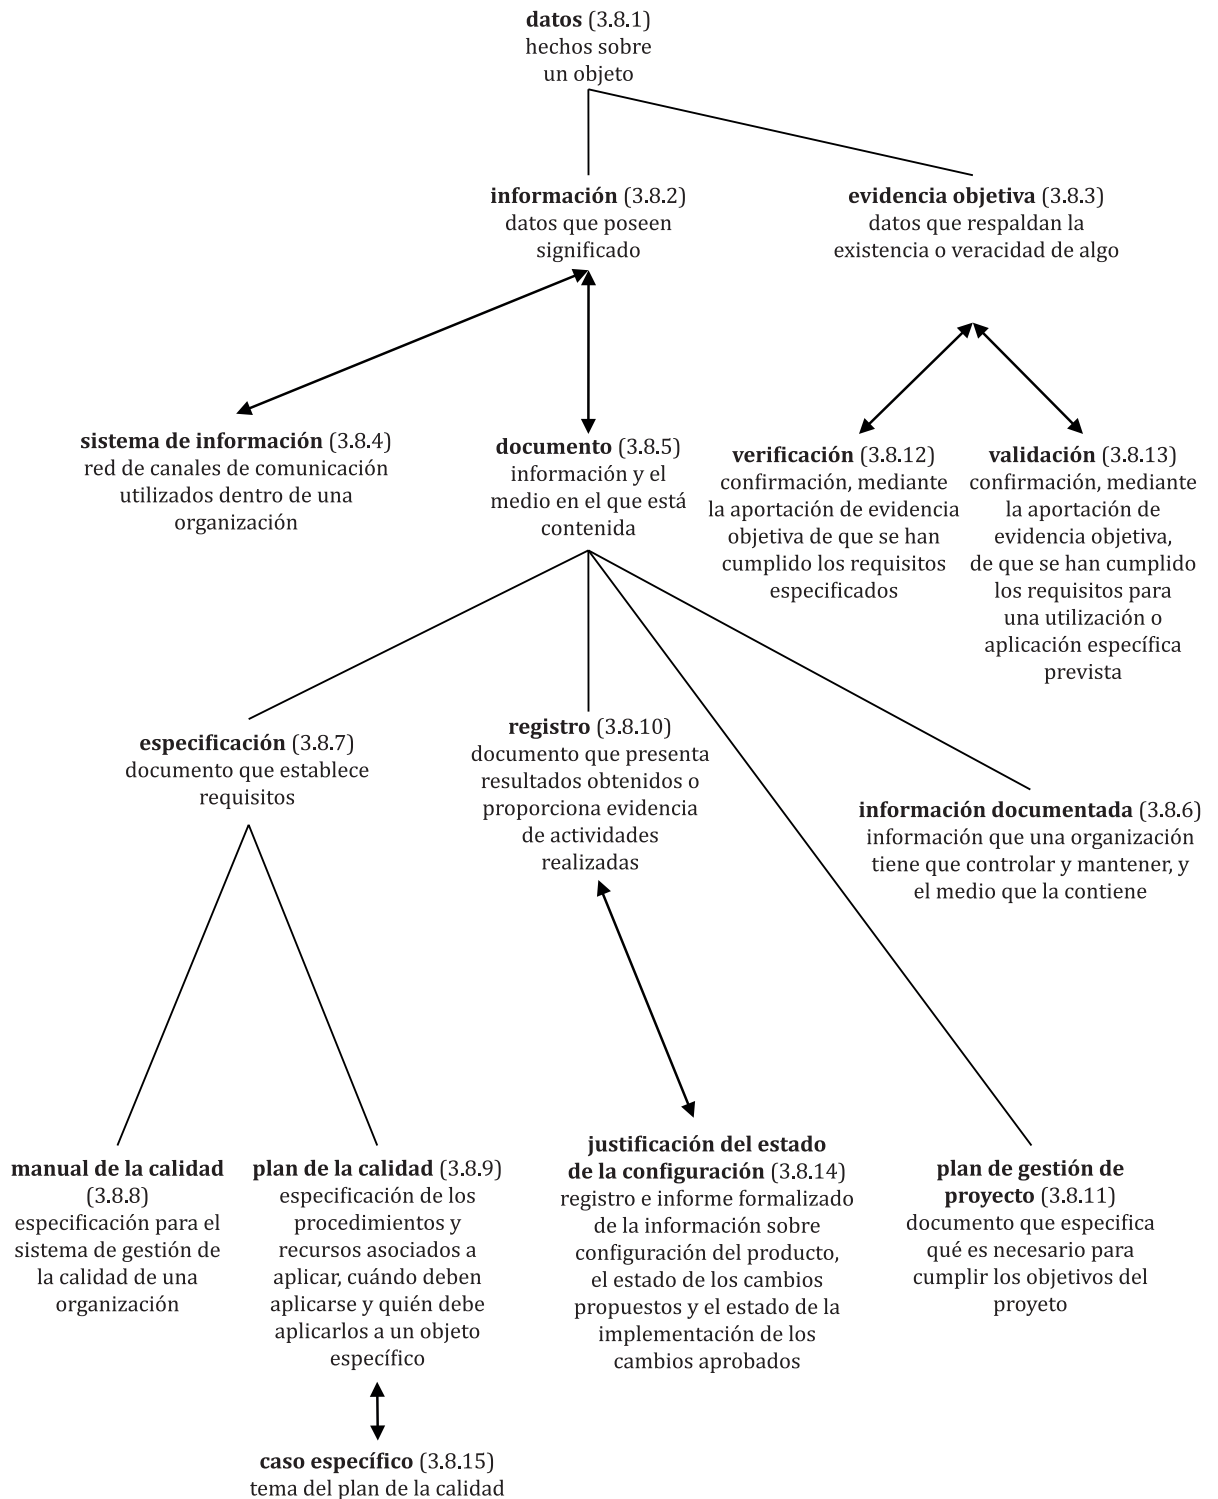 datos (3.8.1)
hechos sobre
un objeto
información (3.8.2)
datos que poseen
significado
evidencia objetiva (3.8.3)
datos que respaldan la
existencia o veracidad de algo
sistema de información (3.8.4)
red de canales de comunicación
utilizados dentro de una
organización
documento (3.8.5)
información y el
medio en el que está
contenida
verificación (3.8.12)
confirmación, mediante
la aportación de evidencia
objetiva de que se han
cumplido los requisitos
especificados
validación (3.8.13)
confirmación, mediante
la aportación de
evidencia objetiva,
de que se han cumplido
los requisitos para
una utilización o
aplicación específica
prevista
especificación (3.8.7)
documento que establece
requisitos
registro (3.8.10)
documento que presenta
resultados obtenidos o
proporciona evidencia
de actividades
realizadas
información documentada (3.8.6)
información que una organización
tiene que controlar y mantener, y
el medio que la contiene
manual de la calidad
(3.8.8)
especificación para el
sistema de gestión de
la calidad de una
organización
plan de la calidad (3.8.9)
especificación de los
procedimientos y
recursos asociados a
aplicar, cuándo deben
aplicarse y quién debe
aplicarlos a un objeto
específico
justificación del estado
de la configuración (3.8.14)
registro e informe formalizado
de la información sobre
configuración del producto,
el estado de los cambios
propuestos y el estado de la
implementación de los
cambios aprobados
plan de gestión de
proyecto (3.8.11)
documento que especifica
qué es necesario para
cumplir los objetivos del
proyeto
caso específico (3.8.15)
tema del plan de la calidad